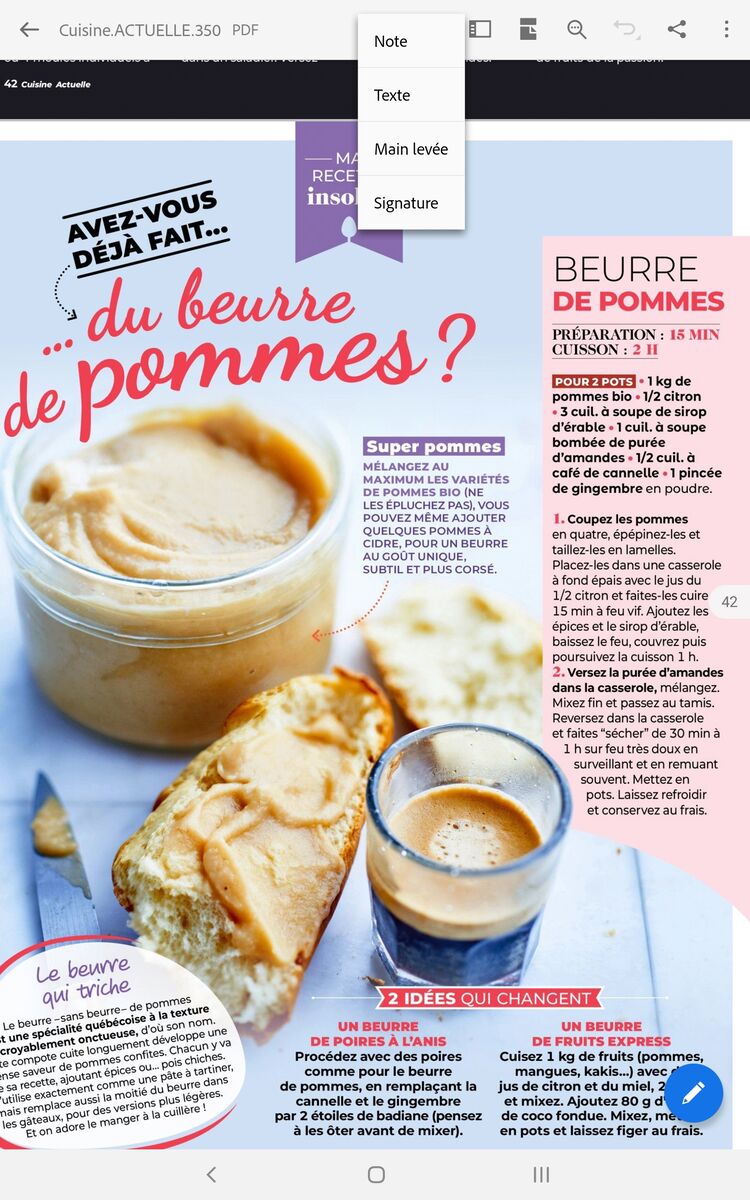 Cuisine.ACTUELLE.350 PDF
Note
Texte
Main levée
Signature
42 Cuisine Actuelle
AVEZ-VOUS
DÉJÀ FAIT...
... du beurre
de pommes ?
BEURRE
DE POMMES
PRÉPARATION : 15 MIN
CUISSON : 2 H
POUR 2 POTS • 1 kg de
pommes bio • 1/2 citron
• 3 cuil. à soupe de sirop
d’érable • 1 cuil. à soupe
bombée de purée
d’amandes • 1/2 cuil. à
café de cannelle • 1 pincée
de gingembre en poudre.
1. Coupez les pommes
en quatre, épépinez-les et
taillez-les en lamelles.
Placez-les dans une casserole
à fond épais avec le jus du
1/2 citron et faites-les cuire
15 min à feu vif. Ajoutez les
épices et le sirop d’érable,
baissez le feu, couvrez puis
poursuivez la cuisson 1 h.
2. Versez la purée d’amandes
dans la casserole, mélangez.
Mixez fin et passez au tamis.
Reversez dans la casserole
et faites “sécher” de 30 min à
1 h sur feu très doux en
surveillant et en remuant
souvent. Mettez en
pots. Laissez refroidir
et conservez au frais.
42
Super pommes
MÉLANGEZ AU
MAXIMUM LES VARIÉTÉS
DE POMMES BIO (NE
LES ÉPLUCHEZ PAS), VOUS
POUVEZ MÊME AJOUTER
QUELQUES POMMES À
CIDRE, POUR UN BEURRE
AU GOÛT UNIQUE,
SUBTIL ET PLUS CORSÉ.
Le beurre
qui triche
Le beurre –sans beurre– de pommes
une spécialité québécoise à la texture
onctueuse, d’où son nom.
compote cuite longuement développe une
saveur de pommes confites. Chacun y va
sa recette, ajoutant épices ou... pois chiches.
exactement comme une pâte à tartiner,
mais remplace aussi la moitié du beurre dans
les gâteaux, pour des versions plus légères.
Et on adore le manger à la cuillère !
2 IDÉES QUI CHANGENT
UN BEURRE
DE POIRES À L’ANIS
Procédez avec des poires
comme pour le beurre
de pommes, en remplaçant la
cannelle et le gingembre
par 2 étoiles de badiane (pensez
à les ôter avant de mixer).
UN BEURRE
DE FRUITS EXPRESS
Cuisez 1 kg de fruits (pommes,
mangues, kakis...) avec
jus de citron et du miel,
et mixez. Ajoutez 80 g
de coco fondue. Mixez,
en pots et laissez figer au frais.